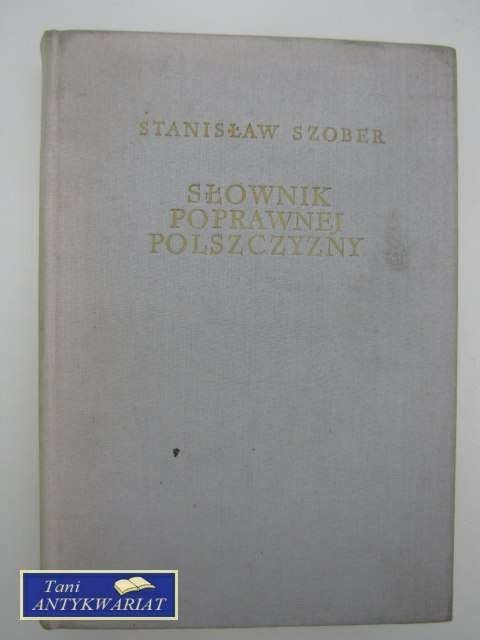 STANISŁAW SZOBER
SŁOWNIK
POPRAWNEJ
POLSZCZYZNY
Tani
ANTYKWARIAT